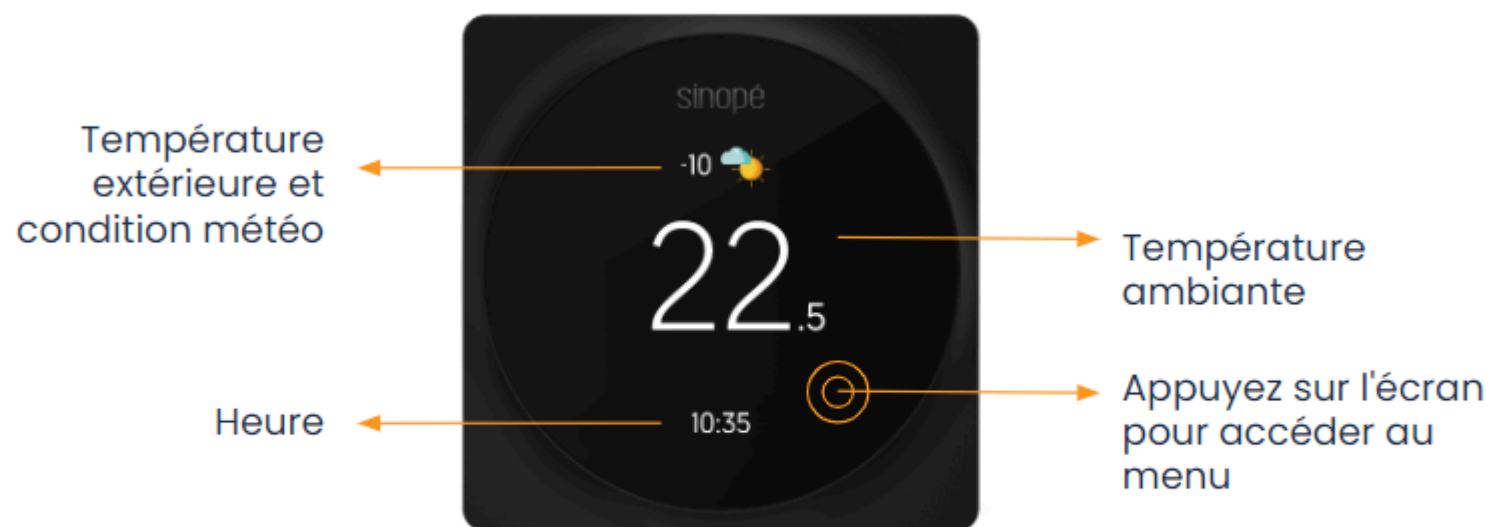 sinopé
Température
extérieure et
condition météo
-10
22.5
Température
ambiante
Appuyez sur l'écran
pour accéder au
menu
Heure
10:35